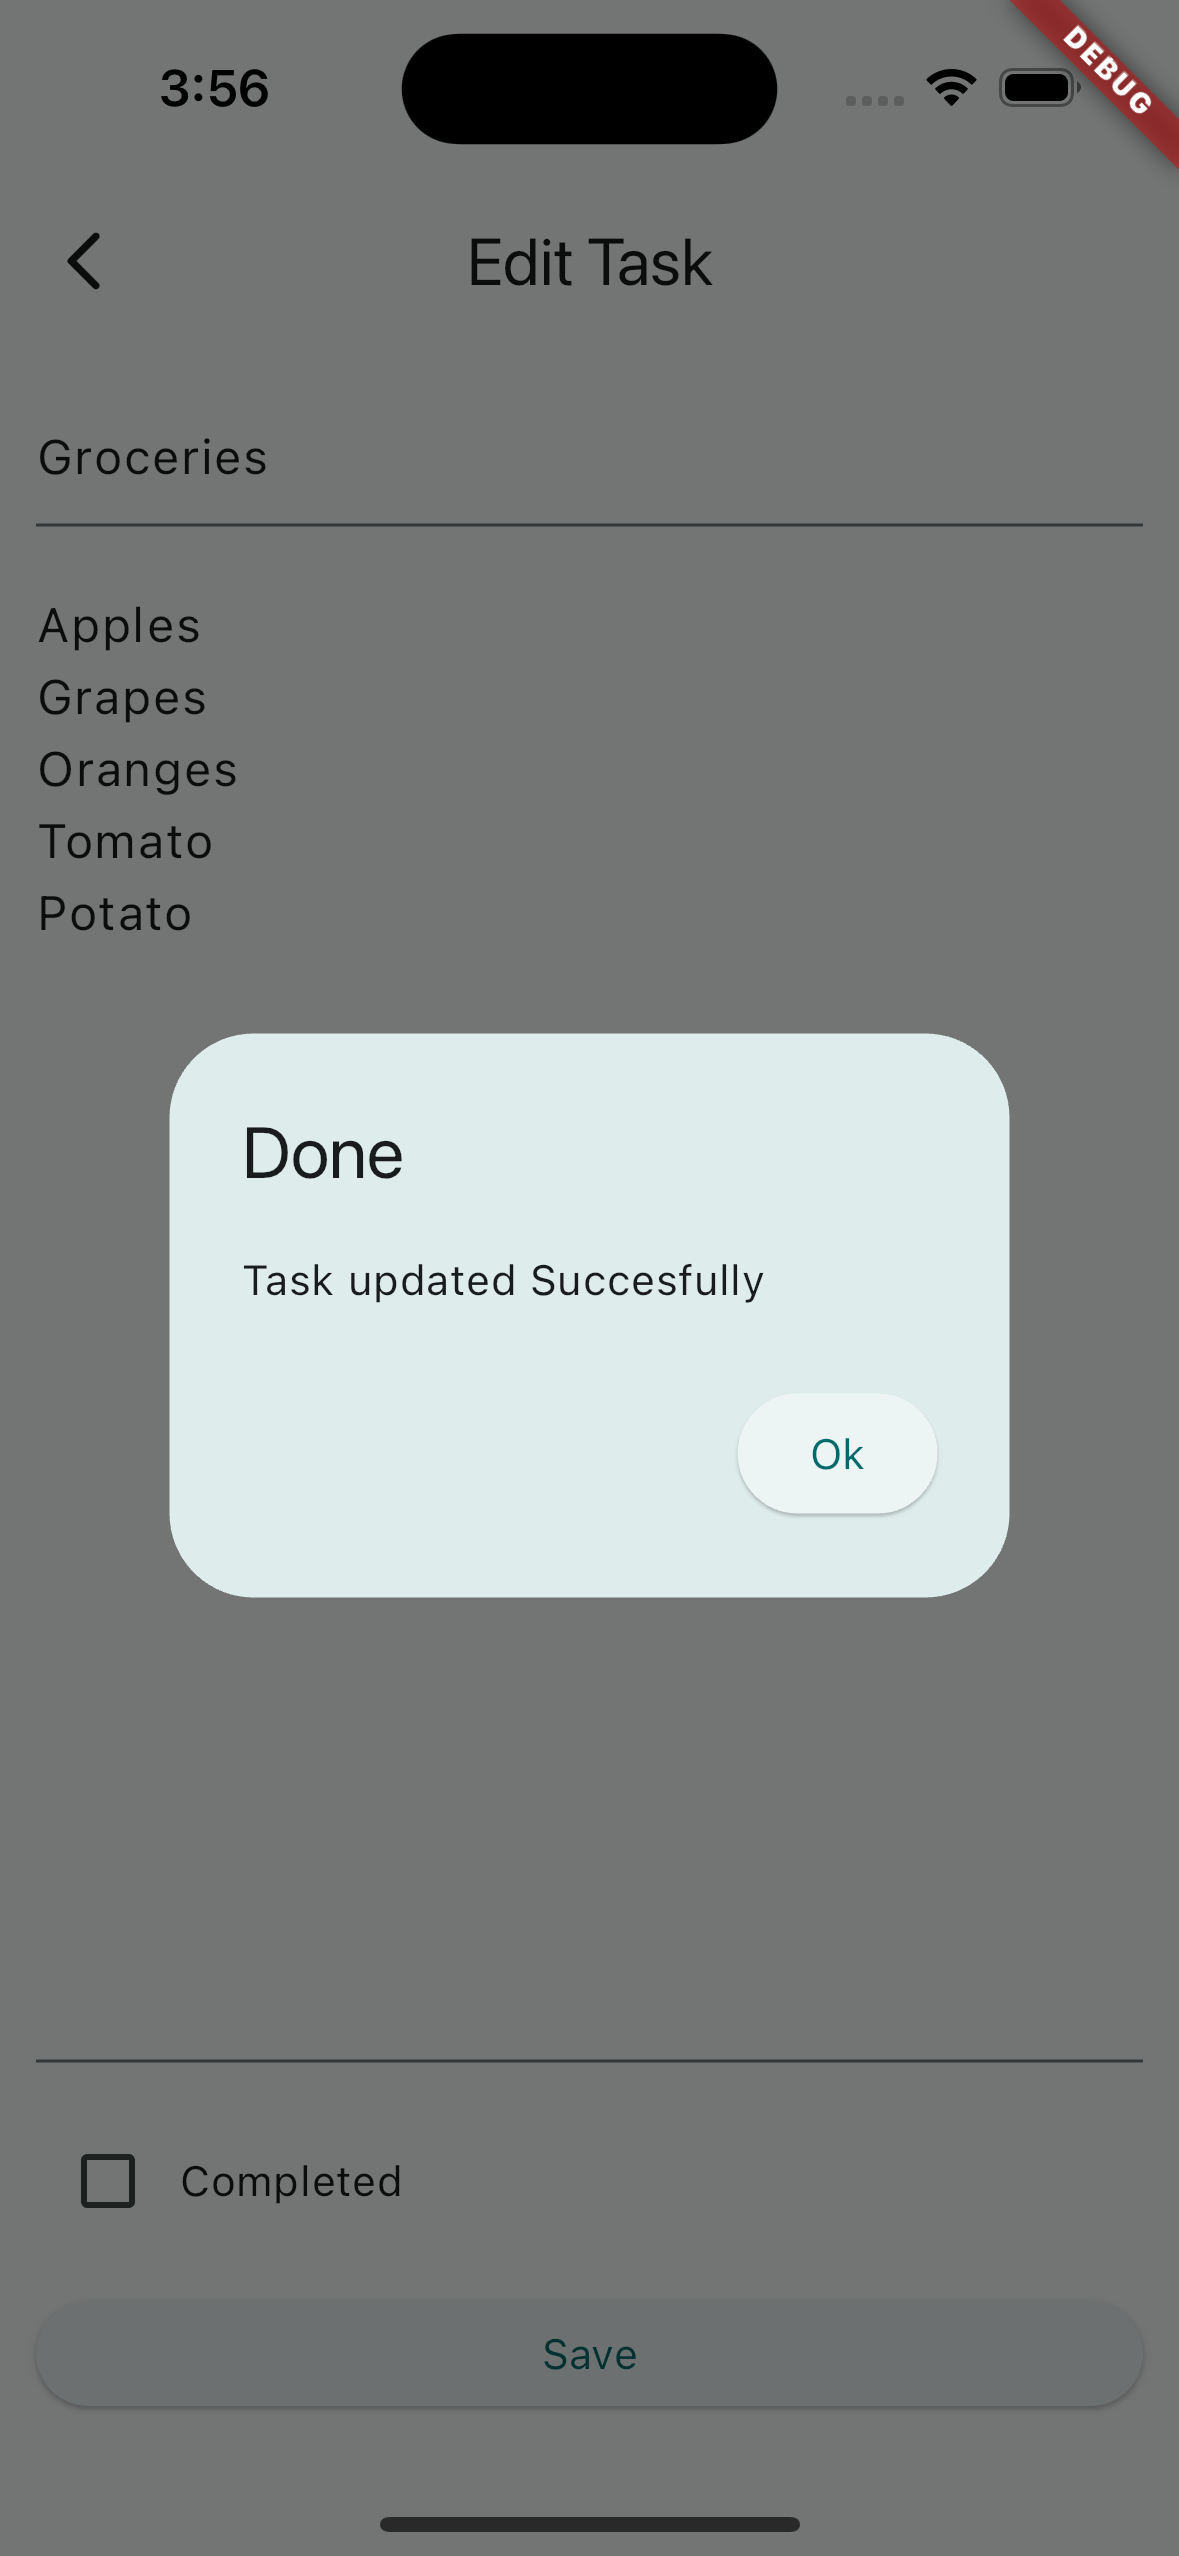 3:56
DEBUG
Edit Task
Groceries
Apples
Grapes
Oranges
Tomato
Potato
Done
Task updated Succesfully
Ok
Completed
Save